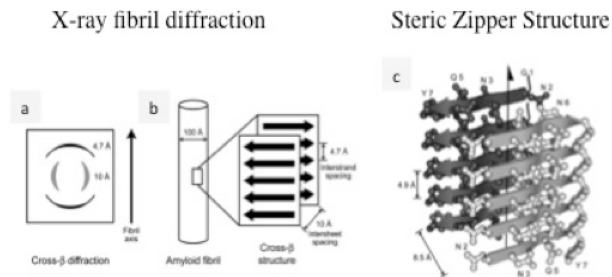 X-ray fibril diffraction
Steric Zipper Structure
a
4.7 Å
10 Å
Fibril
axis
Cross-β diffraction
b
100 Å
4.7 Å
Interstrand
spacing
10 Å
Intersheet
spacing
Amyloid fibril
Cross-β
structure
c
Y 7
Q 5
N 3
G 1
N 2
N 6
4.9 Å
8.5 Å
N 2
N 3
Q 5
Y 7